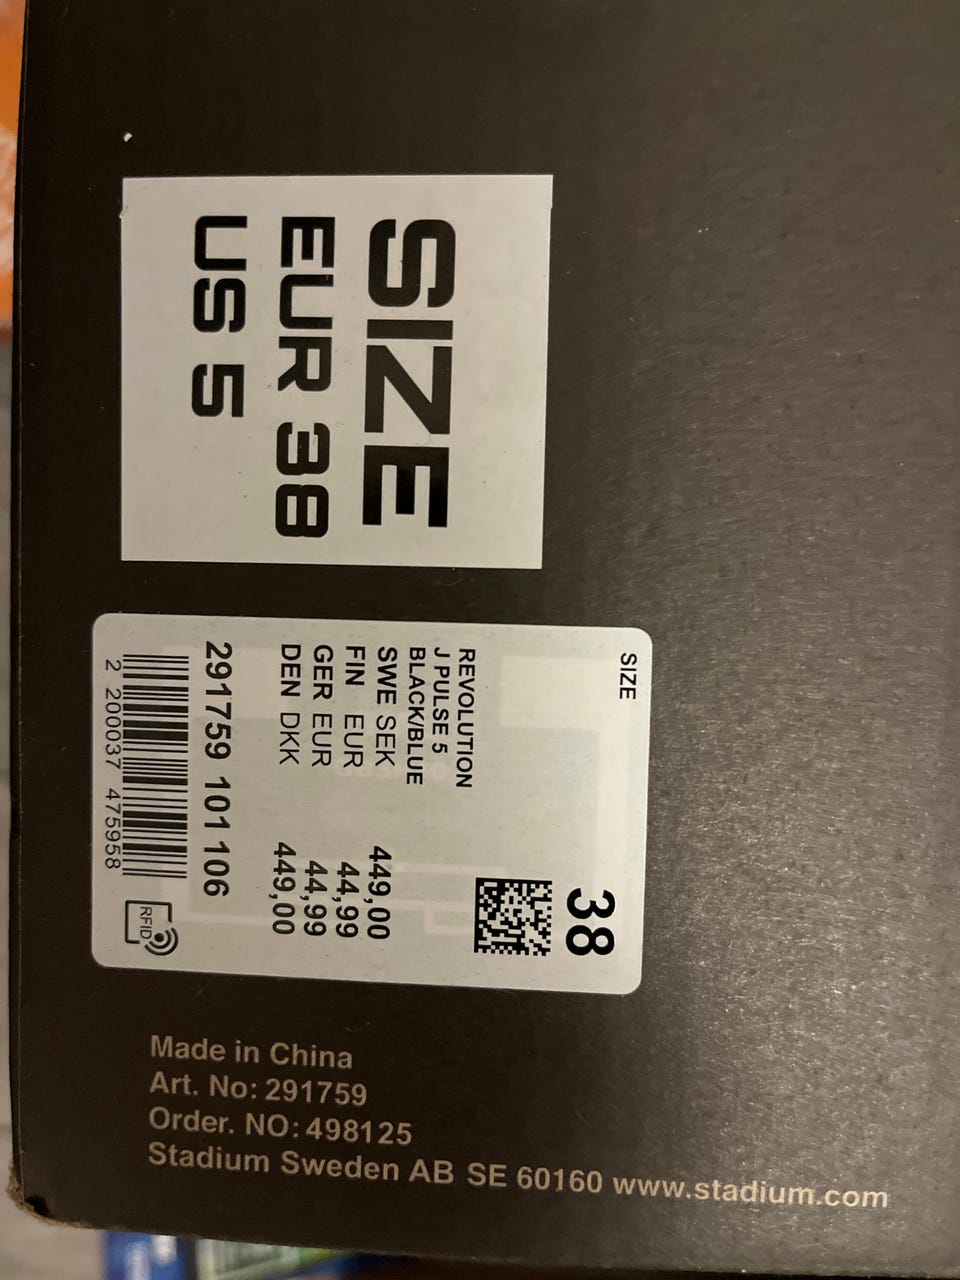 SIZE
EUR 38
US 5
SIZE
38
REVOLUTION
J PULSE 5
BLACK/BLUE
SWE SEK 449,00
FIN EUR 44,99
GER EUR 44,99
DEN DKK 449,00
291759 101 106
2 200037 475958
RFID
Made in China
Art. No: 291759
Order. NO: 498125
Stadium Sweden AB SE 60160 www.stadium.com